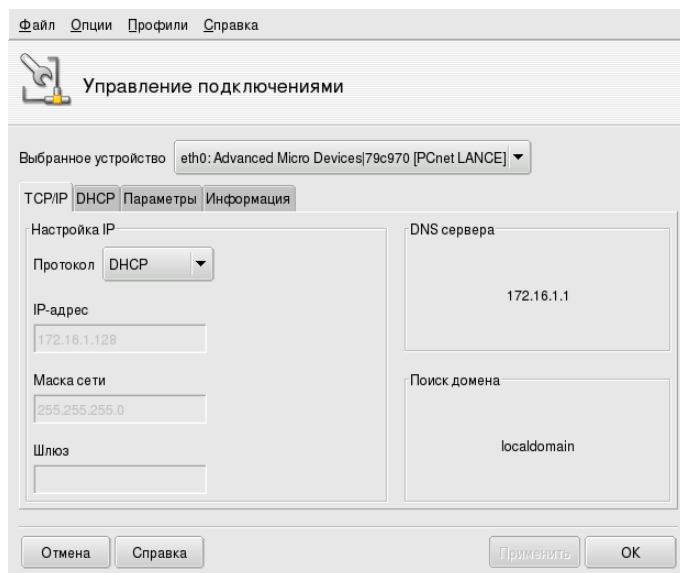 Файл Опции Профили Справка
Управление подключениями
Выбранное устройство eth0: Advanced Micro Devices|79c970 [PCnet LANCE]
TCP/IP DHCP Параметры Информация
Настройка IP
Протокол DHCP
IP-адрес
172.16.1.128
Маска сети
255.255.255.0
Шлюз
DNS сервера
172.16.1.1
Поиск домена
localdomain
Отмена Справка Применить OK